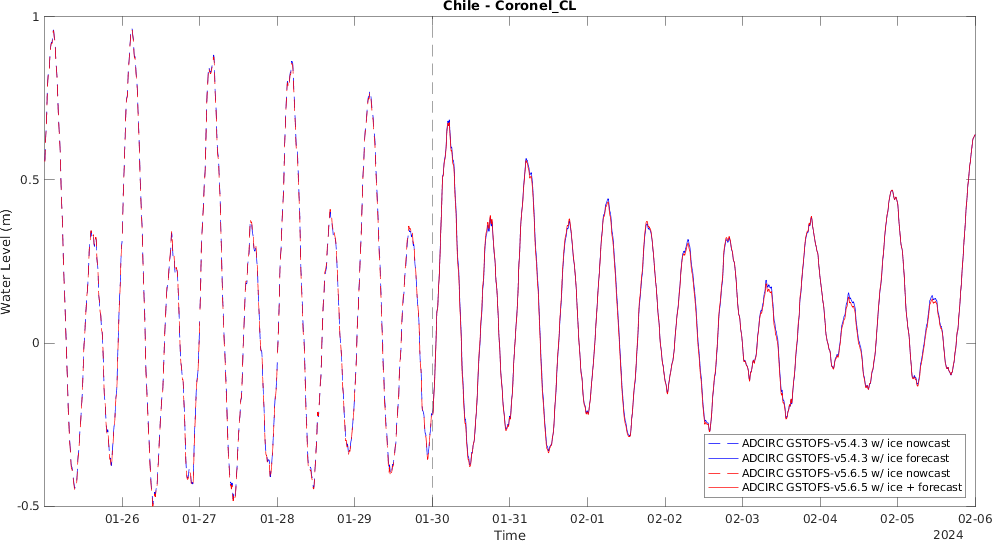 Chile - Coronel_CL
1
0.5
0
-0.5
Water Level (m)
01-26
01-27
01-28
01-29
01-30
01-31
02-01
02-02
02-03
02-04
02-05
02-06
Time
2024
ADCIRC GSTOFS-v5.4.3 w/ ice nowcast
ADCIRC GSTOFS-v5.4.3 w/ ice forecast
ADCIRC GSTOFS-v5.6.5 w/ ice nowcast
ADCIRC GSTOFS-v5.6.5 w/ ice + forecast